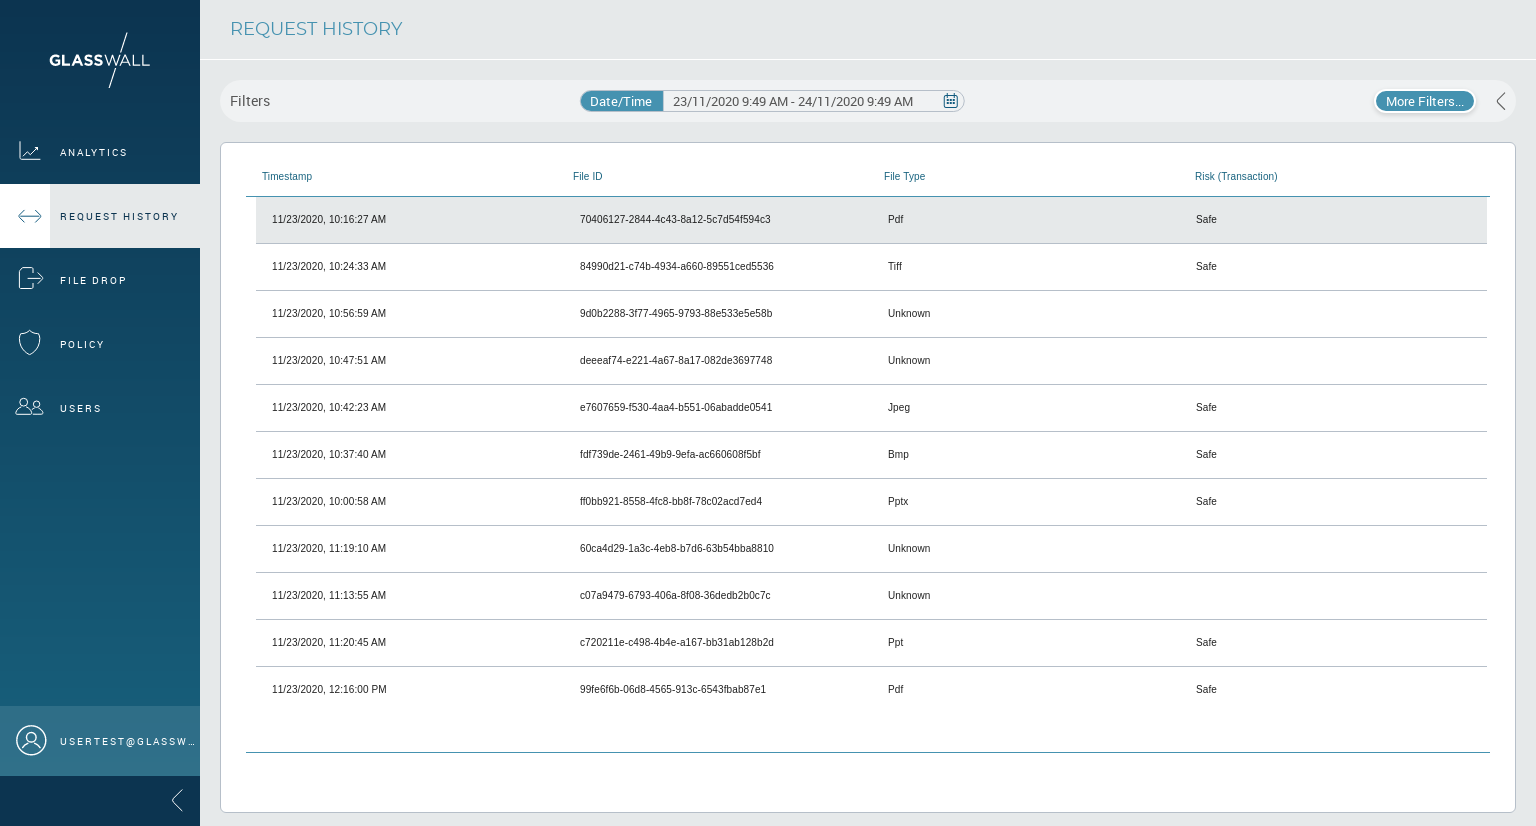 GLASSWALL
ANALYTICS
REQUEST HISTORY
FILE DROP
POLICY
USERS
USERTEST@GLASSW...
REQUEST HISTORY
Filters
Date/Time 23/11/2020 9:49 AM - 24/11/2020 9:49 AM
More Filters...
Timestamp File ID File Type Risk (Transaction)
11/23/2020, 10:16:27 AM 70406127-2844-4c43-8a12-5c7d54f594c3 Pdf Safe
11/23/2020, 10:24:33 AM 84990d21-c74b-4934-a660-89551ced5536 Tiff Safe
11/23/2020, 10:56:59 AM 9d0b2288-3f77-4965-9793-88e533e5e58b Unknown
11/23/2020, 10:47:51 AM deeeaf74-e221-4a67-8a17-082de3697748 Unknown
11/23/2020, 10:42:23 AM e7607659-f530-4aa4-b551-06abadde0541 Jpeg Safe
11/23/2020, 10:37:40 AM fdf739de-2461-49b9-9efa-ac660608f5bf Bmp Safe
11/23/2020, 10:00:58 AM ff0bb921-8558-4fc8-bb8f-78c02acd7ed4 Pptx Safe
11/23/2020, 11:19:10 AM 60ca4d29-1a3c-4eb8-b7d6-63b54bba8810 Unknown
11/23/2020, 11:13:55 AM c07a9479-6793-406a-8f08-36dedb2b0c7c Unknown
11/23/2020, 11:20:45 AM c720211e-c498-4b4e-a167-bb31ab128b2d Ppt Safe
11/23/2020, 12:16:00 PM 99fe6f6b-06d8-4565-913c-6543fbab87e1 Pdf Safe